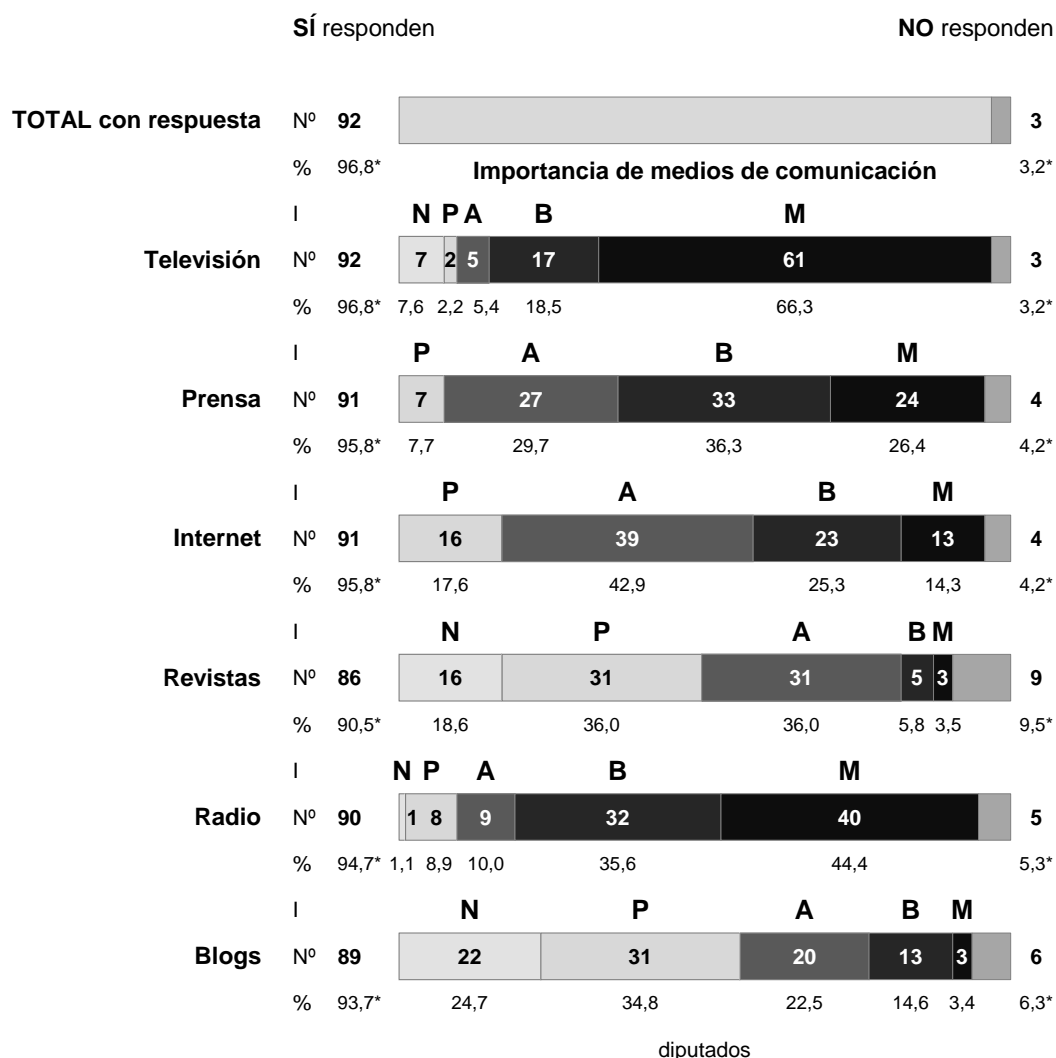 SÍ responden NO responden
TOTAL con respuesta Nº 92 3
% 96,8* Importancia de medios de comunicación 3,2*
I N P A B M
Televisión Nº 92 7 2 5 17 61 3
% 96,8* 7,6 2,2 5,4 18,5 66,3 3,2*
I P A B M
Prensa Nº 91 7 27 33 24 4
% 95,8* 7,7 29,7 36,3 26,4 4,2*
I P A B M
Internet Nº 91 16 39 23 13 4
% 95,8* 17,6 42,9 25,3 14,3 4,2*
I N P A B M
Revistas Nº 86 16 31 31 5 3 9
% 90,5* 18,6 36,0 36,0 5,8 3,5 9,5*
I N P A B M
Radio Nº 90 1 8 9 32 40 5
% 94,7* 1,1 8,9 10,0 35,6 44,4 5,3*
I N P A B M
Blogs Nº 89 22 31 20 13 3 6
% 93,7* 24,7 34,8 22,5 14,6 3,4 6,3*
diputados